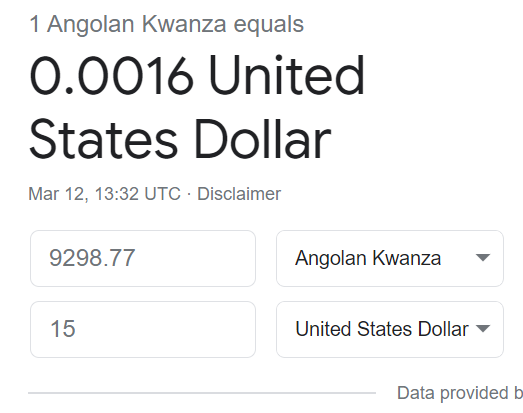 1 Angolan Kwanza equals
0.0016 United
States Dollar
Mar 12, 13:32 UTC · Disclaimer
9298.77
Angolan Kwanza
15
United States Dollar
Data provided b